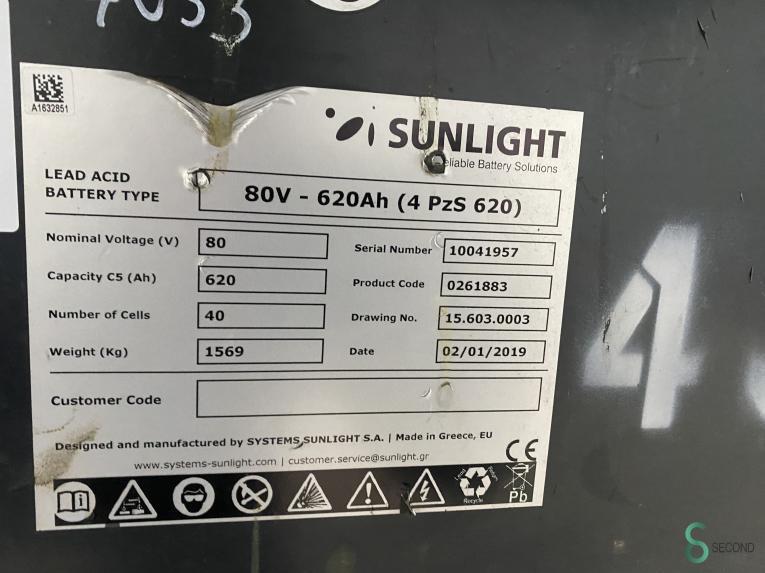 7053
A1632851
SUNLIGHT
eliable Battery Solutions
LEAD ACID
BATTERY TYPE
80V - 620Ah (4 PzS 620)
Nominal Voltage (V) 80
Serial Number 10041957
Capacity C5 (Ah) 620
Product Code 0261883
Number of Cells 40
Drawing No. 15.603.0003
Weight (Kg) 1569
Date 02/01/2019
Customer Code
Designed and manufactured by SYSTEMS SUNLIGHT S.A. | Made in Greece, EU
www.systems-sunlight.com | customer.service@sunlight.gr
CE
Recycle
Pb
4
SECOND